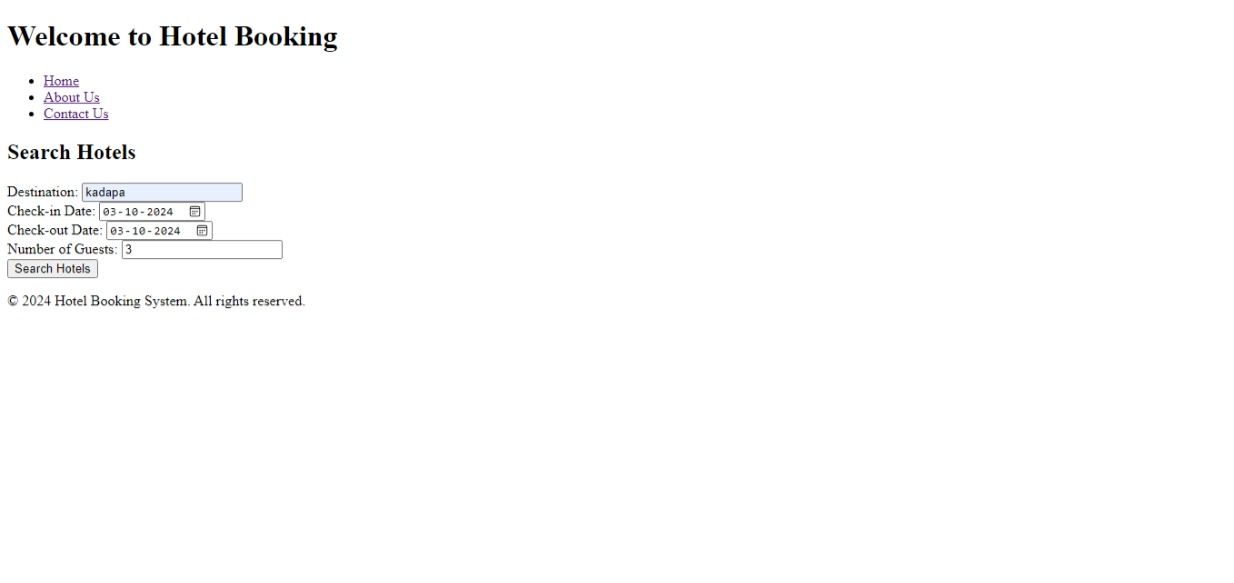 Welcome to Hotel Booking
Home
About Us
Contact Us
Search Hotels
Destination: kadapa
Check-in Date: 03-10-2024
Check-out Date: 03-10-2024
Number of Guests: 3
Search Hotels
© 2024 Hotel Booking System. All rights reserved.